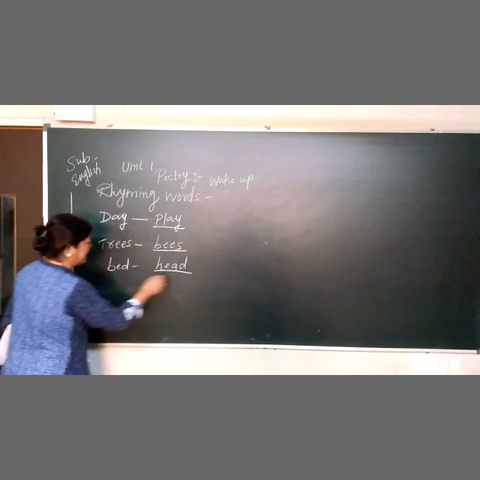 Sub-
English
Unit-1
Poetry:- Wake up
Rhyming words:-
Day — play
Trees - bees
bed - head